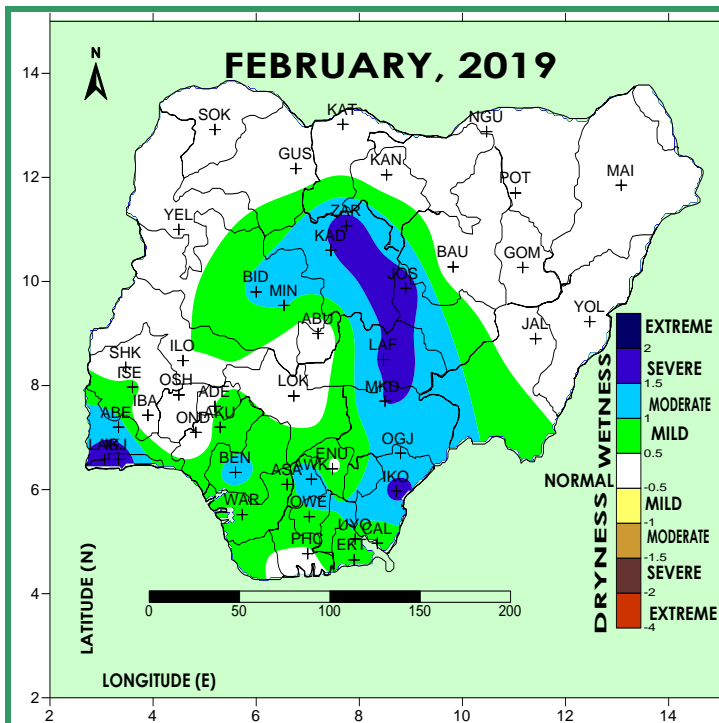 FEBRUARY, 2019
N
14
12
10
8
6
4
2
SOK
KAT
NGU
GUS
KAN
POT
MAI
YEL
ZAR
KAD
BAU
GOM
BID
MIN
JOS
ABU
JAL
YOL
SHK
ILO
LAF
ISE
OSH
LOK
MKD
IBA
ADE
ABE
OND
AKU
OGJ
BEN
ENU
ASA
AWK
IKO
WAR
OWE
UYO
CAL
PHC
EKT
EXTREME
2
SEVERE
1.5
MODERATE
1
MILD
0.5
NORMAL
-0.5
MILD
-1
MODERATE
-1.5
SEVERE
-2
EXTREME
-4
DRYNESS WETNESS
0 50 100 150 200
LATITUDE (N)
LONGITUDE (E)
2 4 6 8 10 12 14